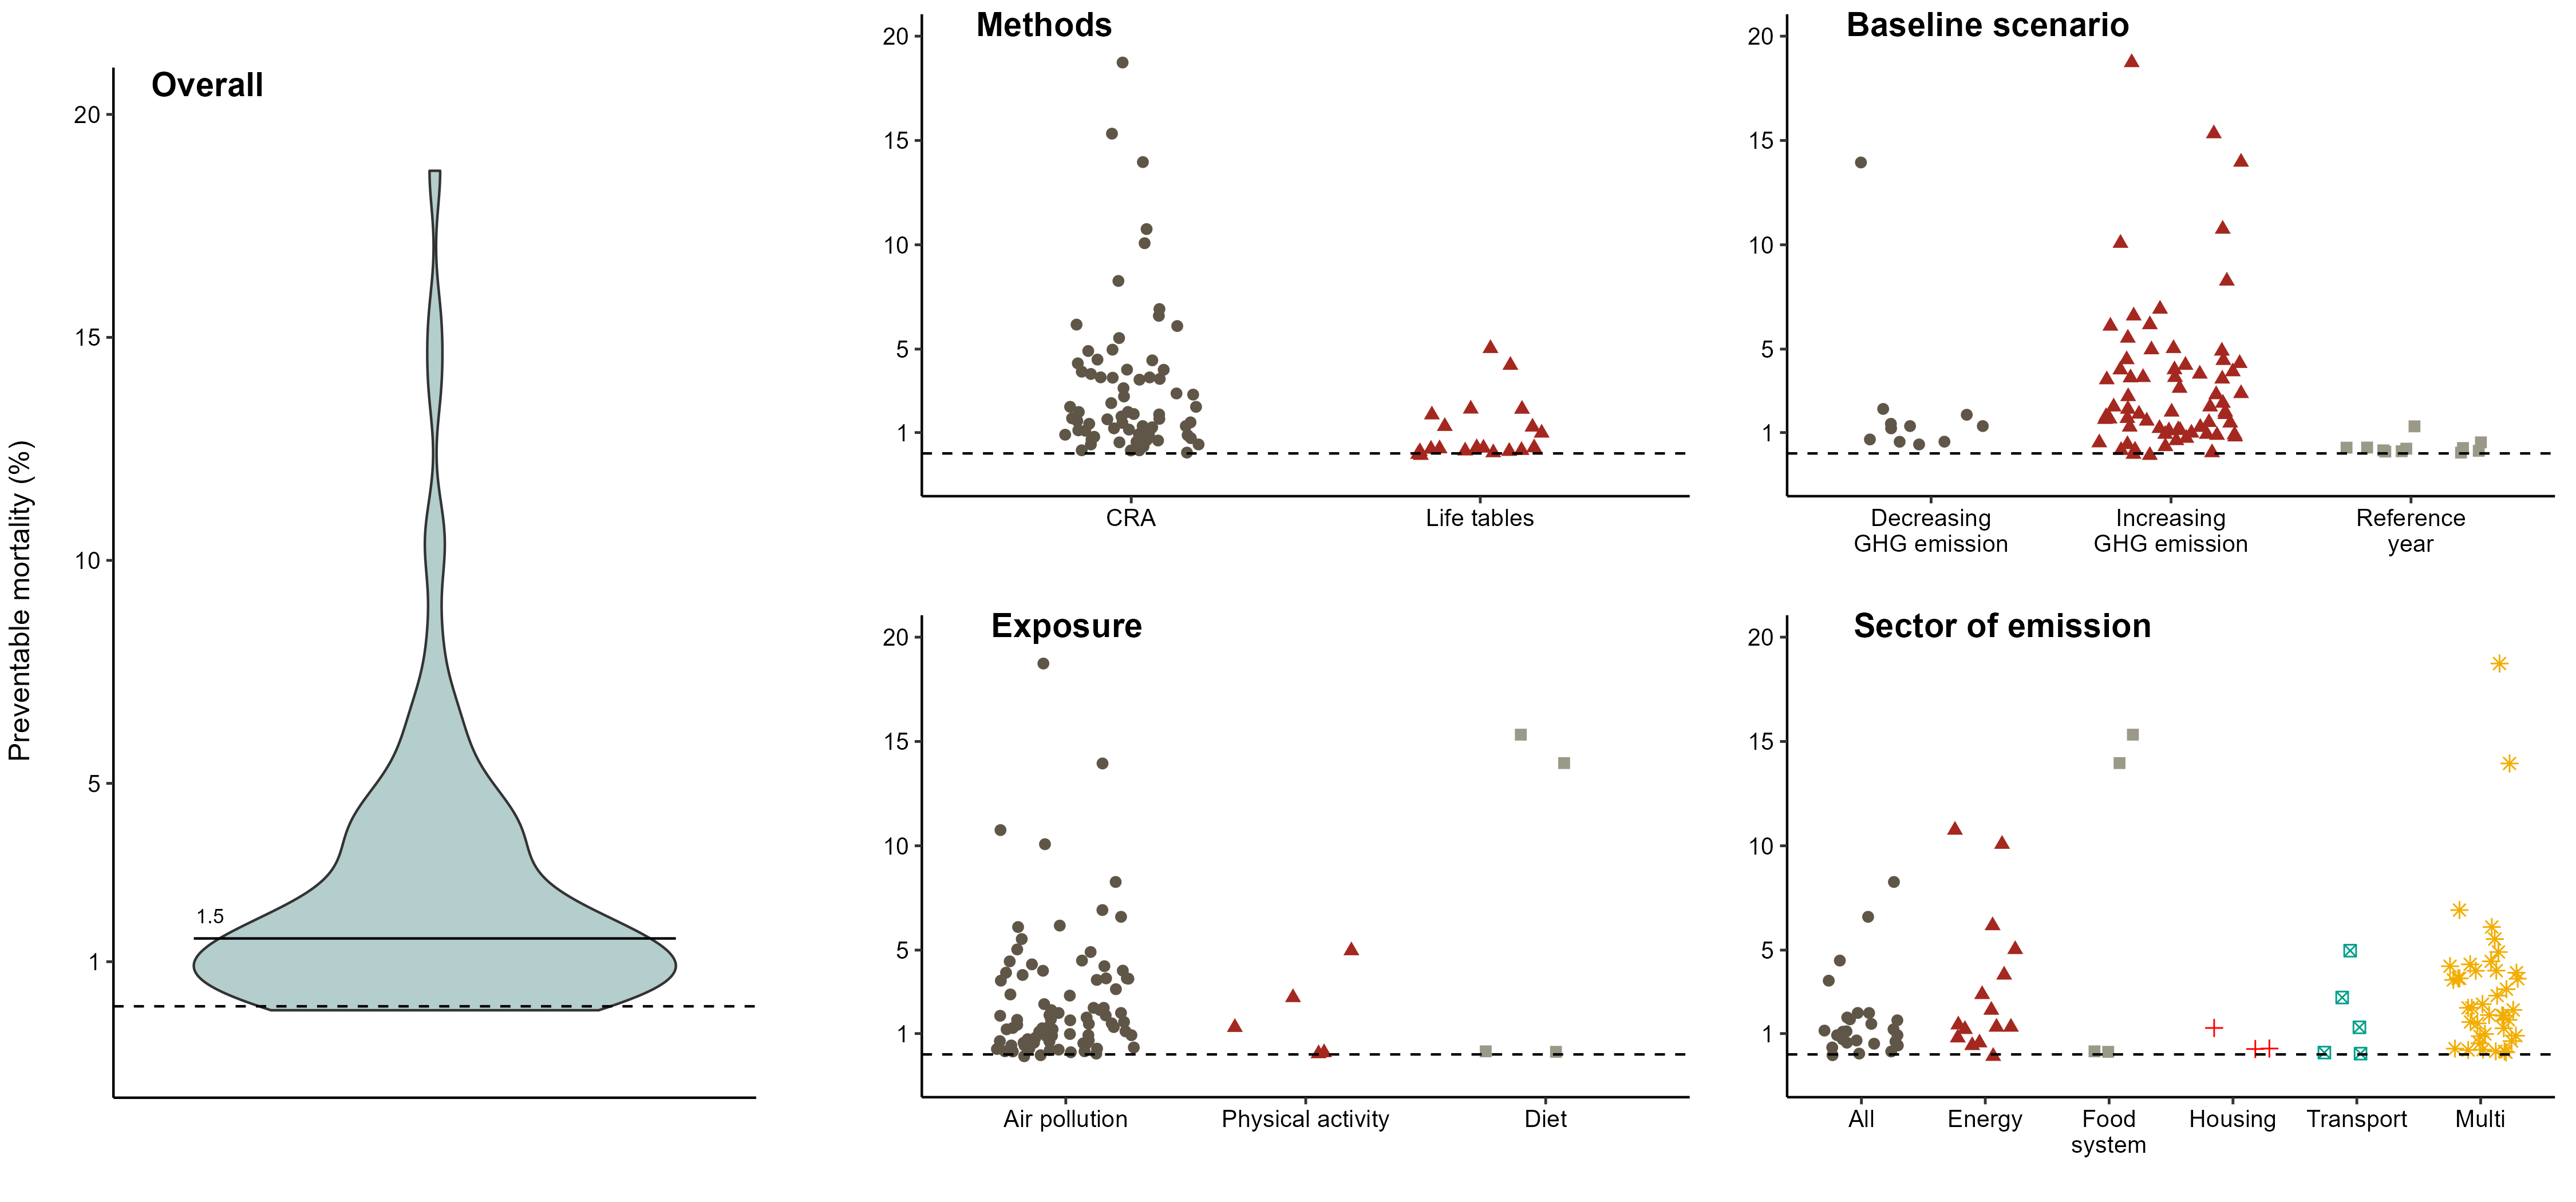 Preventable mortality (%)
Overall
20
15
10
5
1
1.5
Methods
20
15
10
5
1
CRA
Life tables
Baseline scenario
20
15
10
5
1
Decreasing
GHG emission
Increasing
GHG emission
Reference
year
Exposure
20
15
10
5
1
Air pollution
Physical activity
Diet
Sector of emission
20
15
10
5
1
All
Energy
Food
system
Housing
Transport
Multi